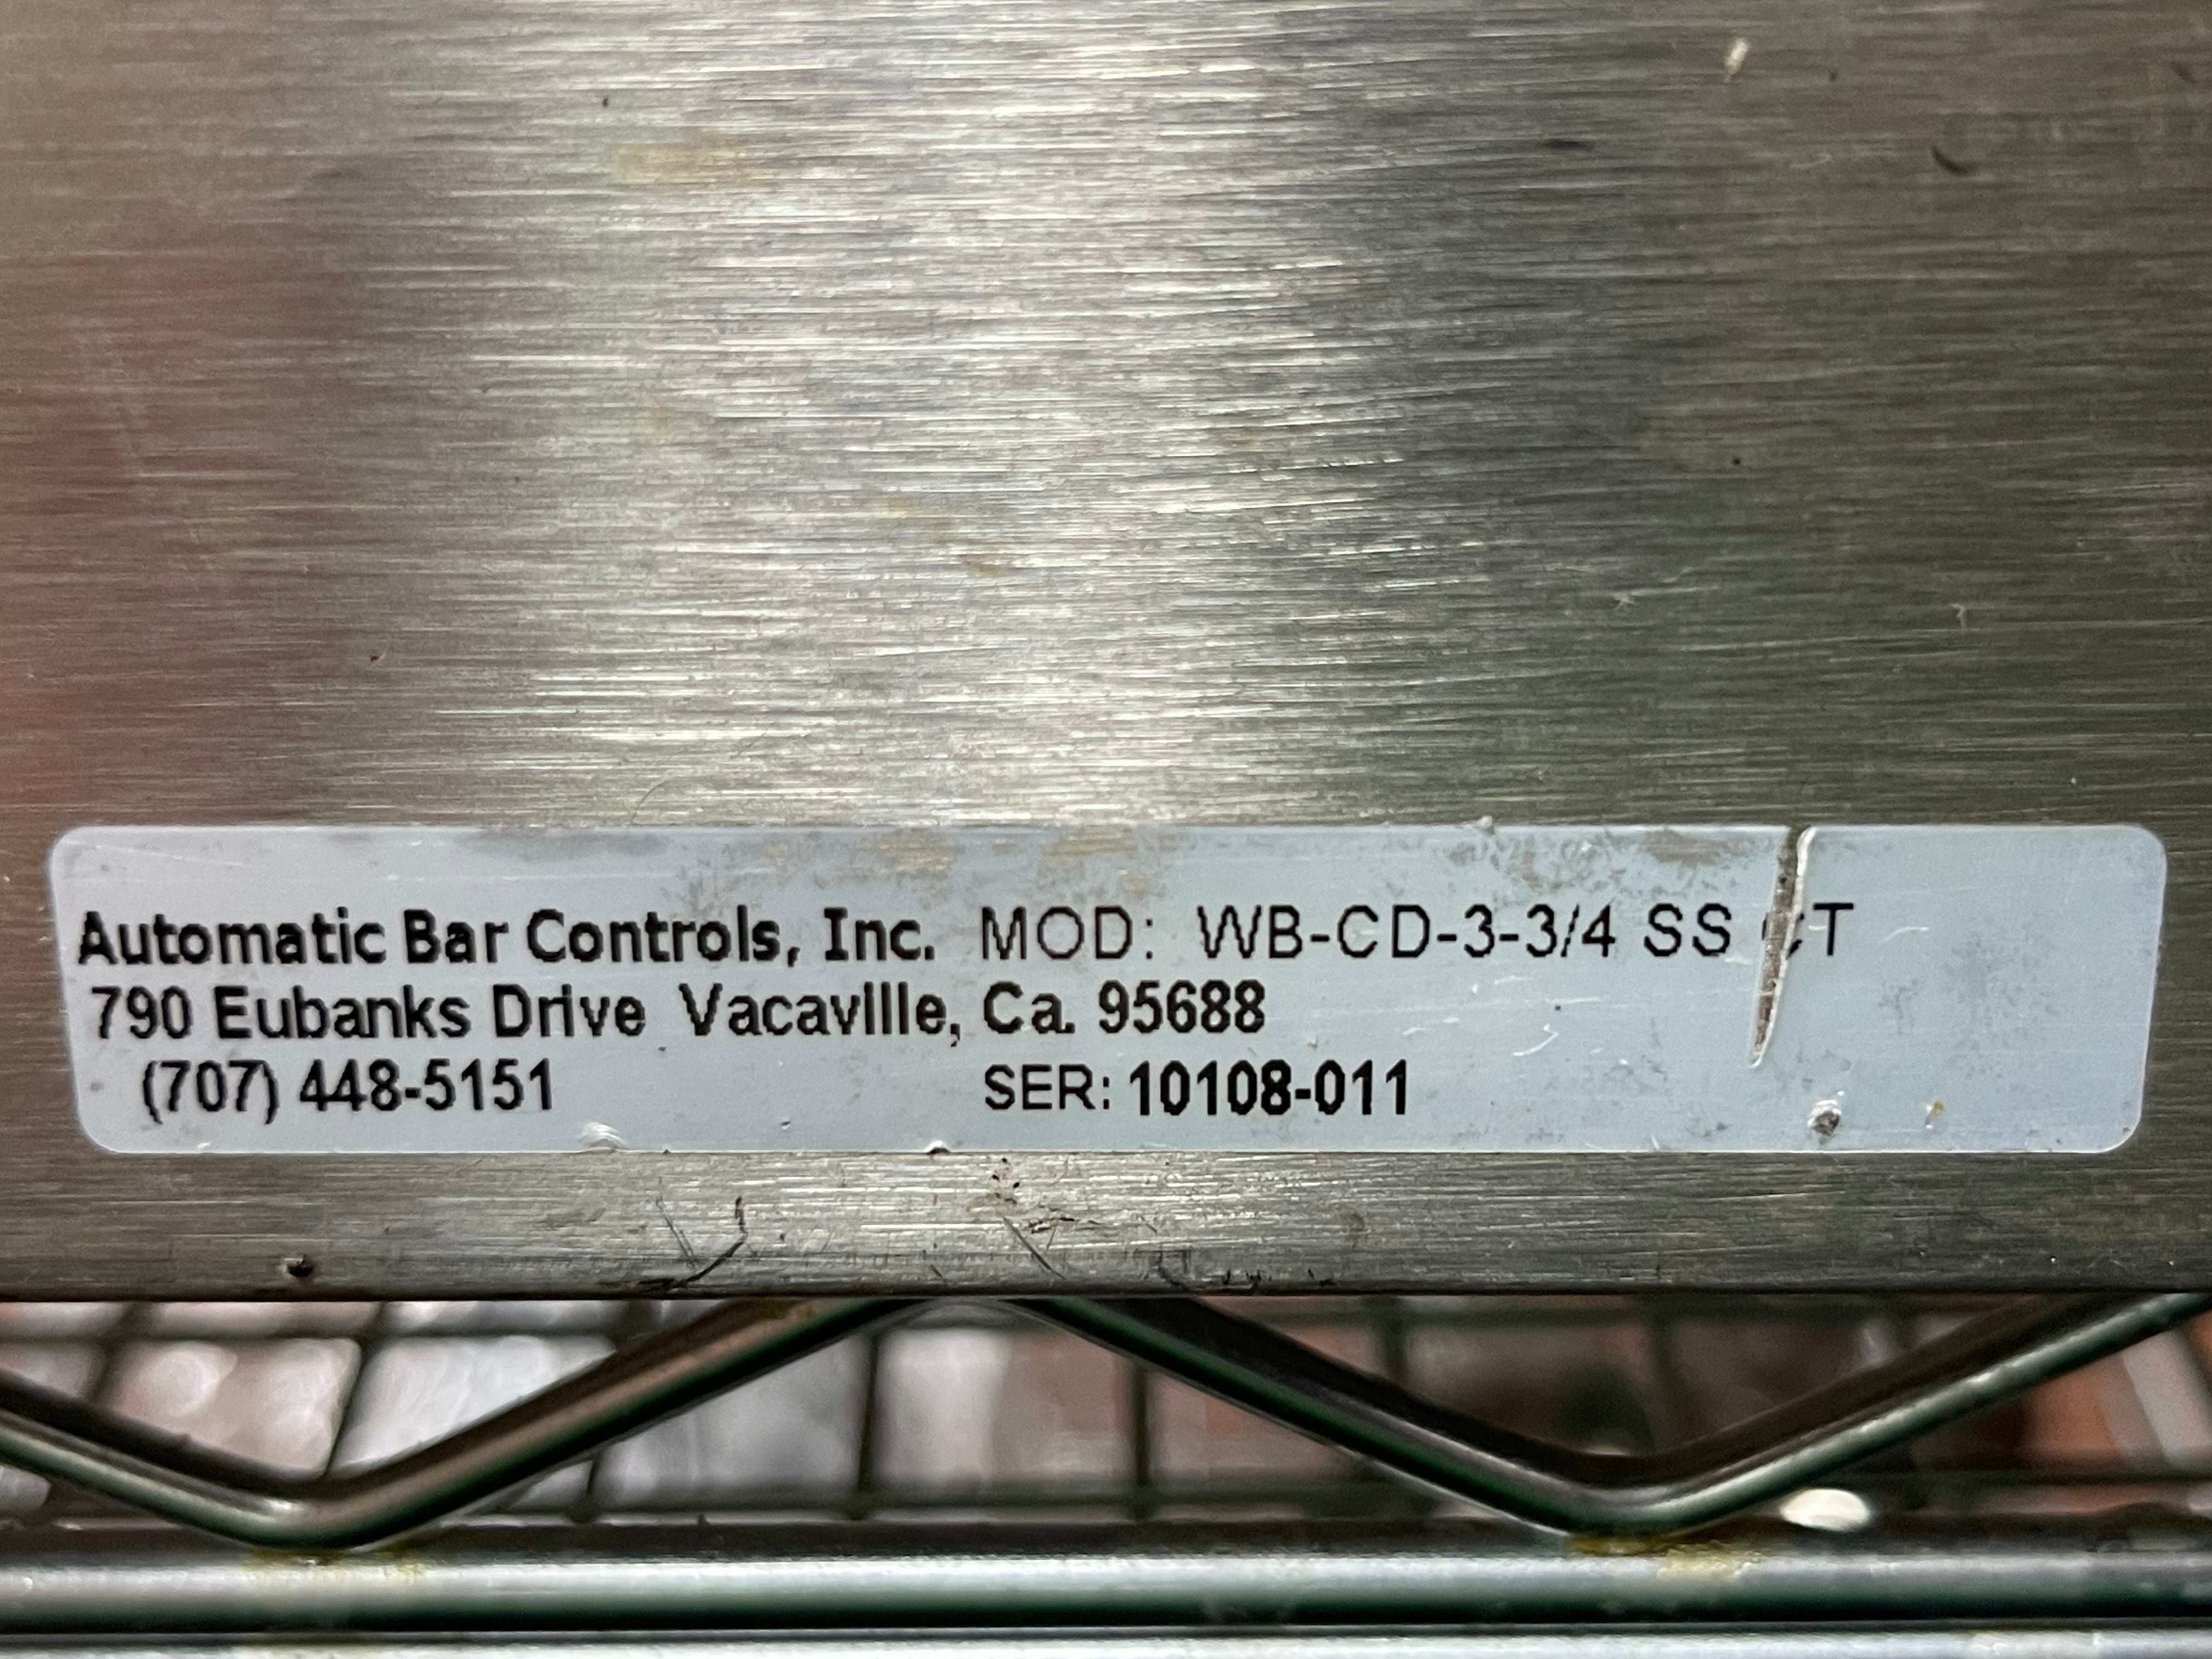 Automatic Bar Controls, Inc. MOD: WB-CD-3-3/4 SS CT
790 Eubanks Drive Vacaville, Ca. 95688
(707) 448-5151 SER: 10108-011